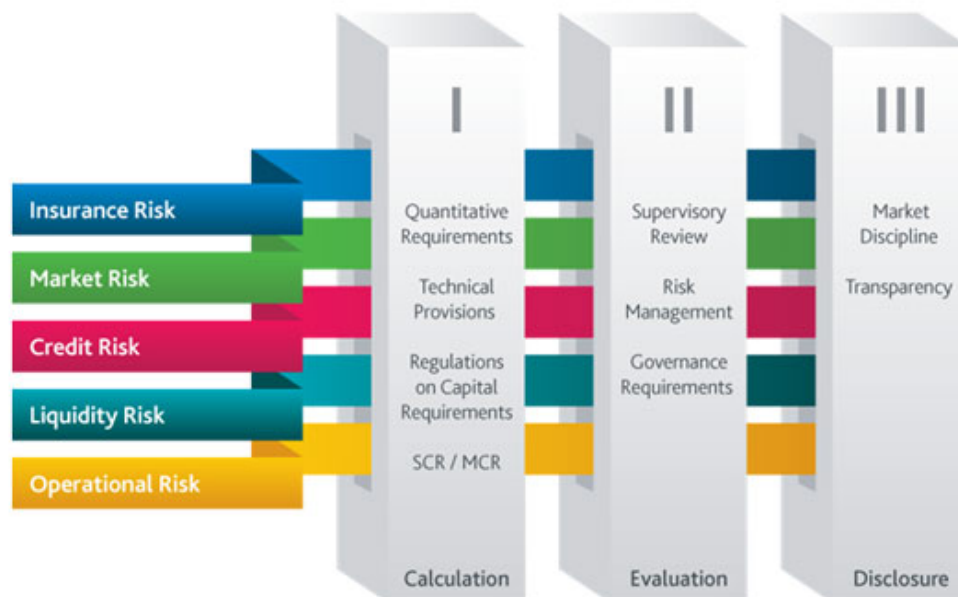 Insurance Risk
Market Risk
Credit Risk
Liquidity Risk
Operational Risk
I
Quantitative
Requirements
Technical
Provisions
Regulations
on Capital
Requirements
SCR / MCR
Calculation
II
Supervisory
Review
Risk
Management
Governance
Requirements
Evaluation
III
Market
Discipline
Transparency
Disclosure